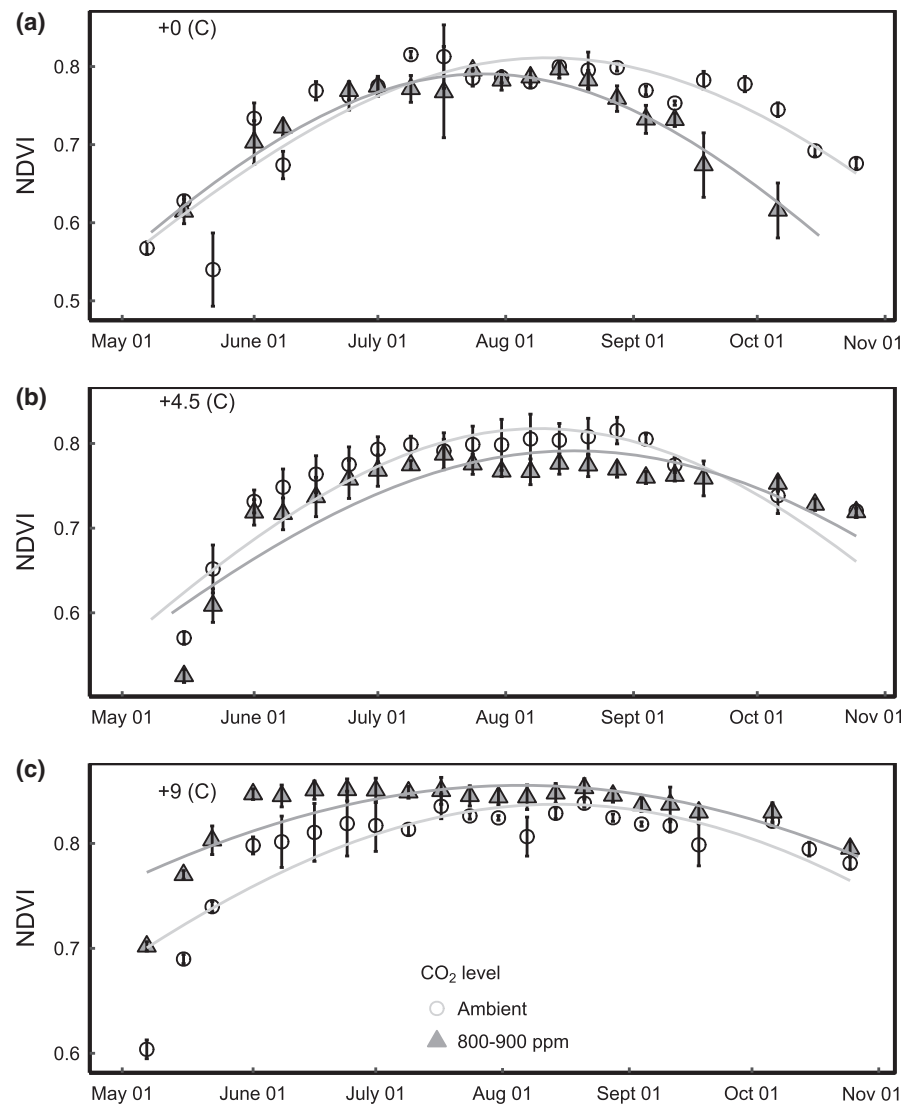 (a)
+0 (C)
NDVI
0.8
0.7
0.6
0.5
May 01 June 01 July 01 Aug 01 Sept 01 Oct 01 Nov 01
(b)
+4.5 (C)
NDVI
0.8
0.7
0.6
May 01 June 01 July 01 Aug 01 Sept 01 Oct 01 Nov 01
(c)
+9 (C)
NDVI
0.8
0.7
0.6
CO₂ level
Ambient
800-900 ppm
May 01 June 01 July 01 Aug 01 Sept 01 Oct 01 Nov 01